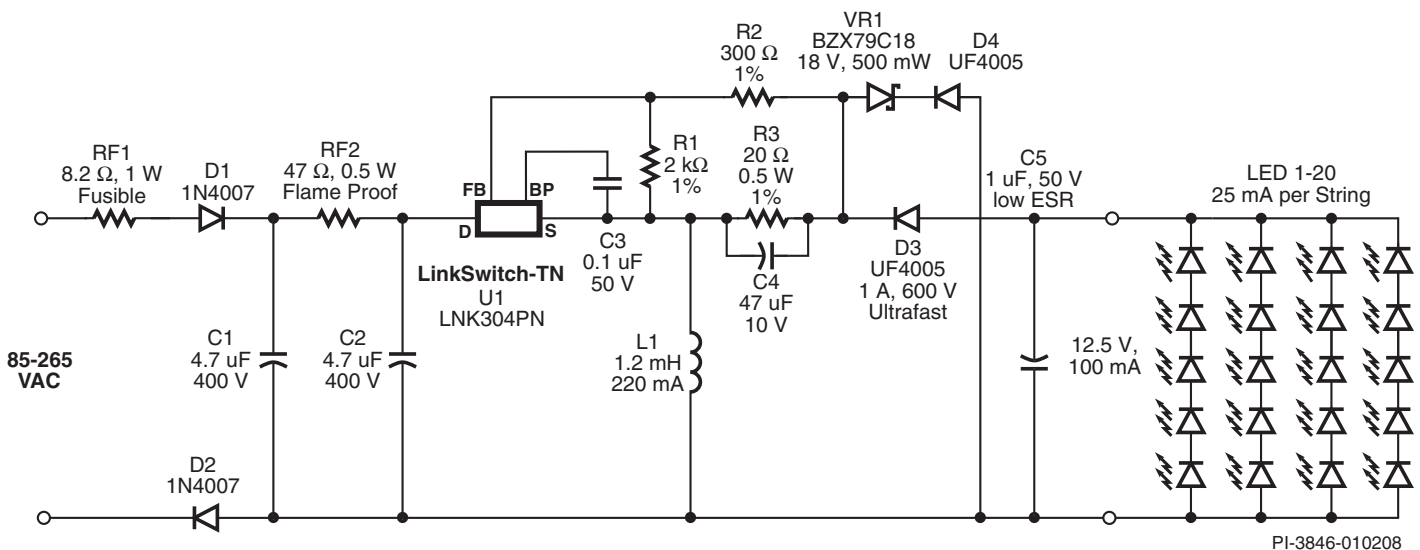 VR1
BZX79C18
18 V, 500 mW
R2
300 Ω
1%
D4
UF4005
RF1
8.2 Ω, 1 W
Fusible
D1
1N4007
RF2
47 Ω, 0.5 W
Flame Proof
FB
BP
D
S
R1
2 kΩ
1%
R3
20 Ω
0.5 W
1%
C5
1 uF, 50 V
low ESR
LED 1-20
25 mA per String
LinkSwitch-TN
U1
LNK304PN
C3
0.1 uF
50 V
C4
47 uF
10 V
D3
UF4005
1 A, 600 V
Ultrafast
85-265
VAC
C1
4.7 uF
400 V
C2
4.7 uF
400 V
L1
1.2 mH
220 mA
12.5 V,
100 mA
D2
1N4007
PI-3846-010208